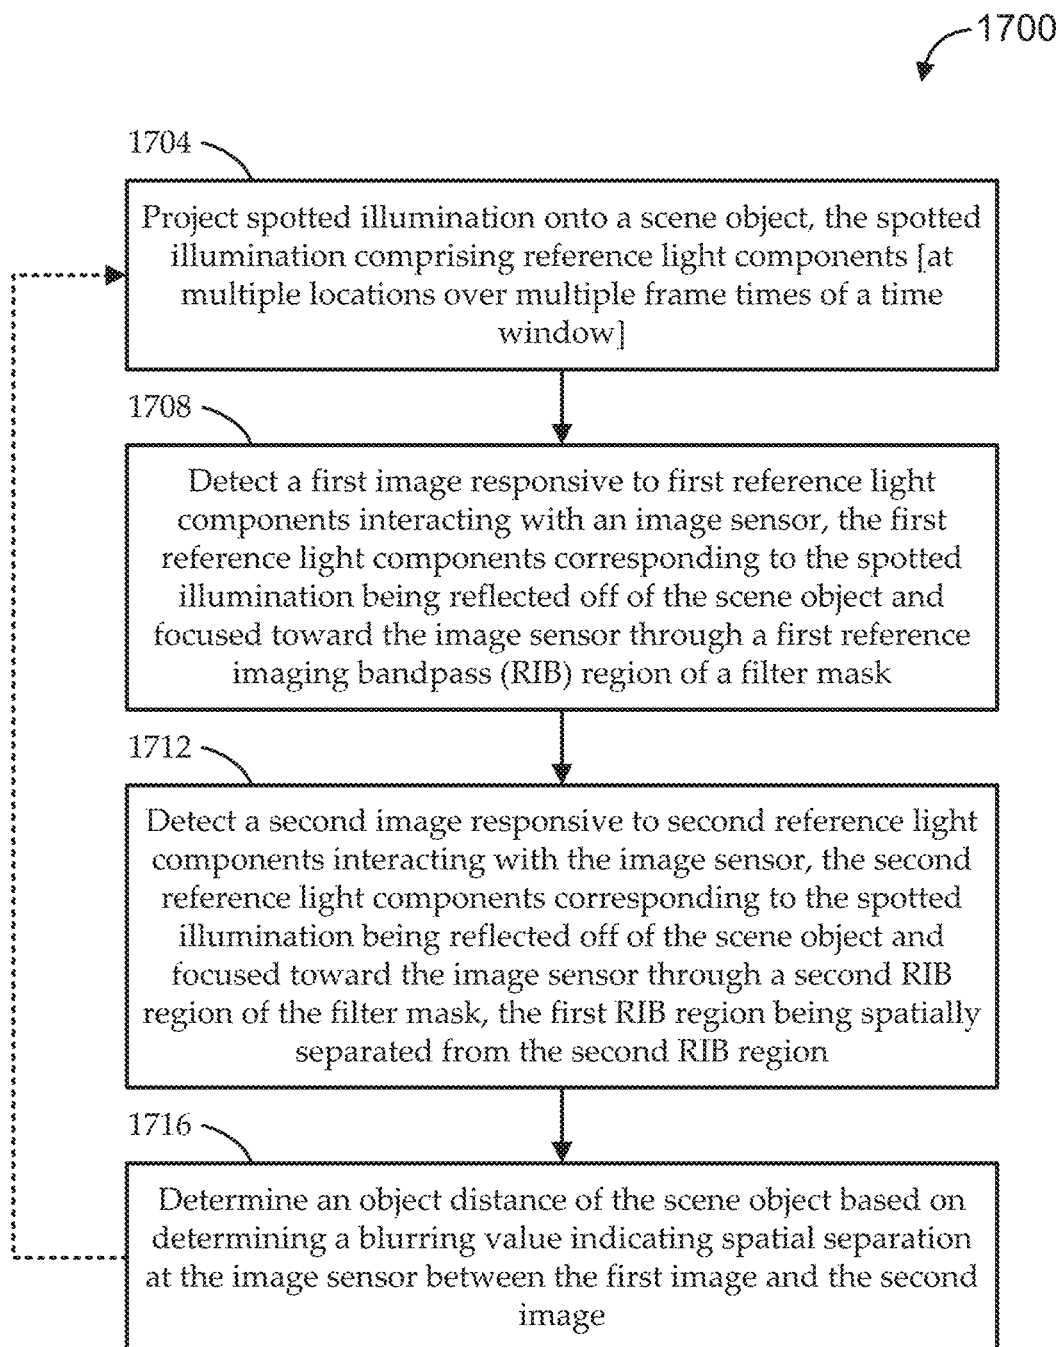 1700
1704
Project spotted illumination onto a scene object, the spotted
illumination comprising reference light components [at
multiple locations over multiple frame times of a time
window]
1708
Detect a first image responsive to first reference light
components interacting with an image sensor, the first
reference light components corresponding to the spotted
illumination being reflected off of the scene object and
focused toward the image sensor through a first reference
imaging bandpass (RIB) region of a filter mask
1712
Detect a second image responsive to second reference light
components interacting with the image sensor, the second
reference light components corresponding to the spotted
illumination being reflected off of the scene object and
focused toward the image sensor through a second RIB
region of the filter mask, the first RIB region being spatially
separated from the second RIB region
1716
Determine an object distance of the scene object based on
determining a blurring value indicating spatial separation
at the image sensor between the first image and the second
image